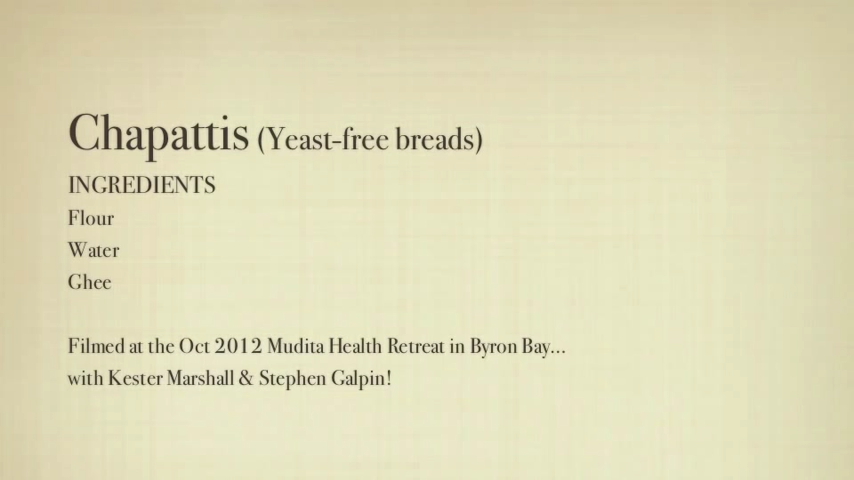 Chapattis (Yeast-free breads)
INGREDIENTS
Flour
Water
Ghee
Filmed at the Oct 2012 Mudita Health Retreat in Byron Bay...
with Kester Marshall & Stephen Galpin!